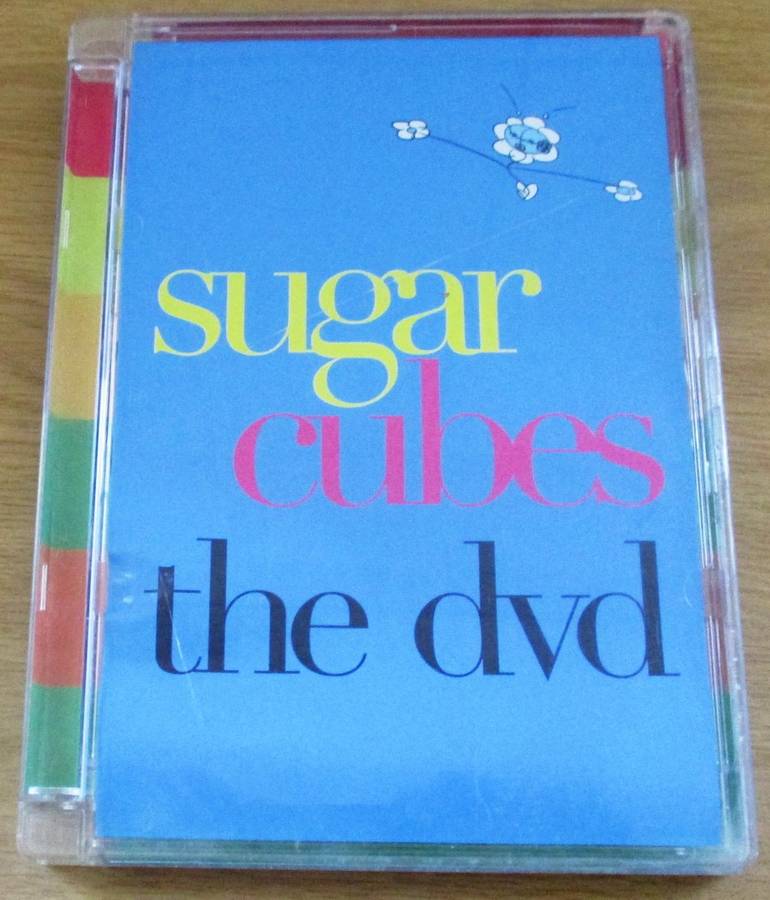 sugar
cubes
the dvd